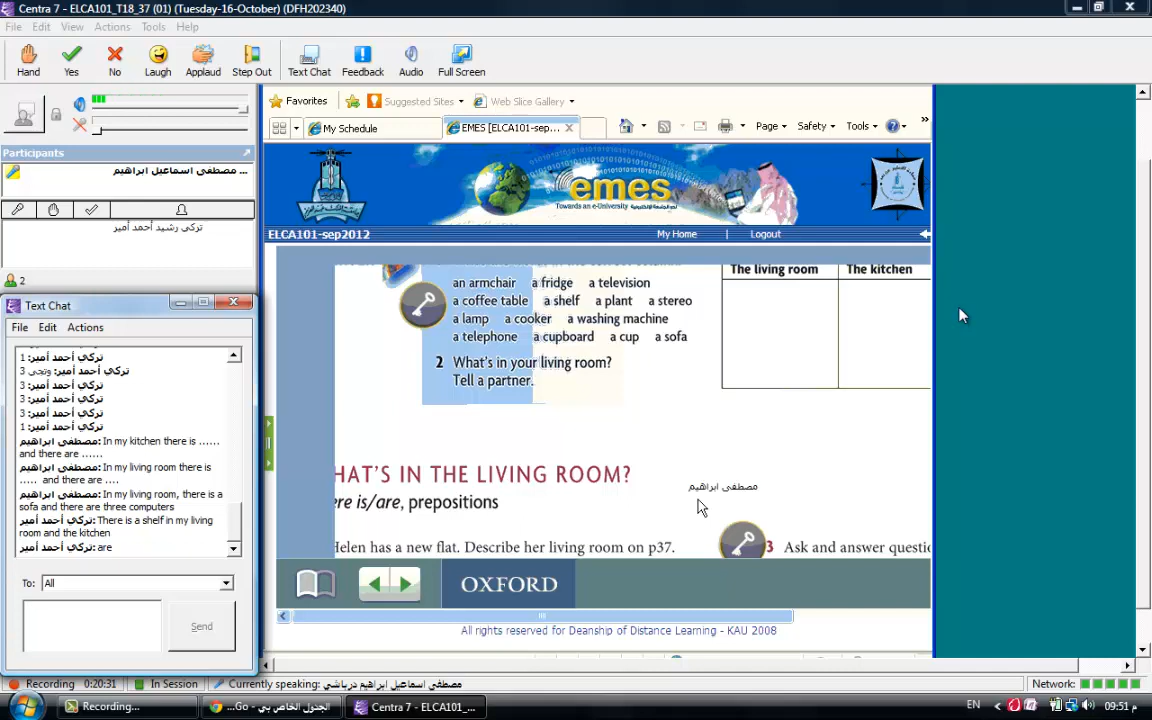 Centra 7 - ELCA101_T18_37 (01) (Tuesday-16-October) (DFH202340)
File Edit View Actions Tools Help
Hand Yes No Laugh Applaud Step Out Text Chat Feedback Audio Full Screen
Participants
مصطفى اسماعيل ابراهيم ...
تركي رشيد أحمد أمير
2
Text Chat
File Edit Actions
تركي أحمد أمير: 1
تركي أحمد أمير: وتجى 3
تركي أحمد أمير: 3
تركي أحمد أمير: 3
تركي أحمد أمير: 3
تركي أحمد أمير: 1
مصطفى ابراهيم: In my kitchen there is ......
and there are ......
مصطفى ابراهيم: In my living room there is
..... and there are ....
مصطفى ابراهيم: In my living room, there is a
sofa and there are three computers
تركي أحمد أمير: There is a shelf in my living
room and the kitchen
تركي أحمد أمير: are
To: All
Send
Favorites Suggested Sites Web Slice Gallery
My Schedule EMES [ELCA101-sep... Page Safety Tools
emes
Towards an e-University
ELCA101-sep2012 My Home | Logout
an armchair a fridge a television
a coffee table a shelf a plant a stereo
a lamp a cooker a washing machine
a telephone a cupboard a cup a sofa
2 What's in your living room?
Tell a partner.
The living room The kitchen
HAT'S IN THE LIVING ROOM?
ere is/are, prepositions
مصطفى ابراهيم
Helen has a new flat. Describe her living room on p37.
3 Ask and answer questi
OXFORD
All rights reserved for Deanship of Distance Learning - KAU 2008
Recording 0:20:31 In Session Currently speaking: مصطفى اسماعيل ابراهيم درباشي Network:
Recording... الجدول الخاص بي - Go... Centra 7 - ELCA101_... EN 09:51 م